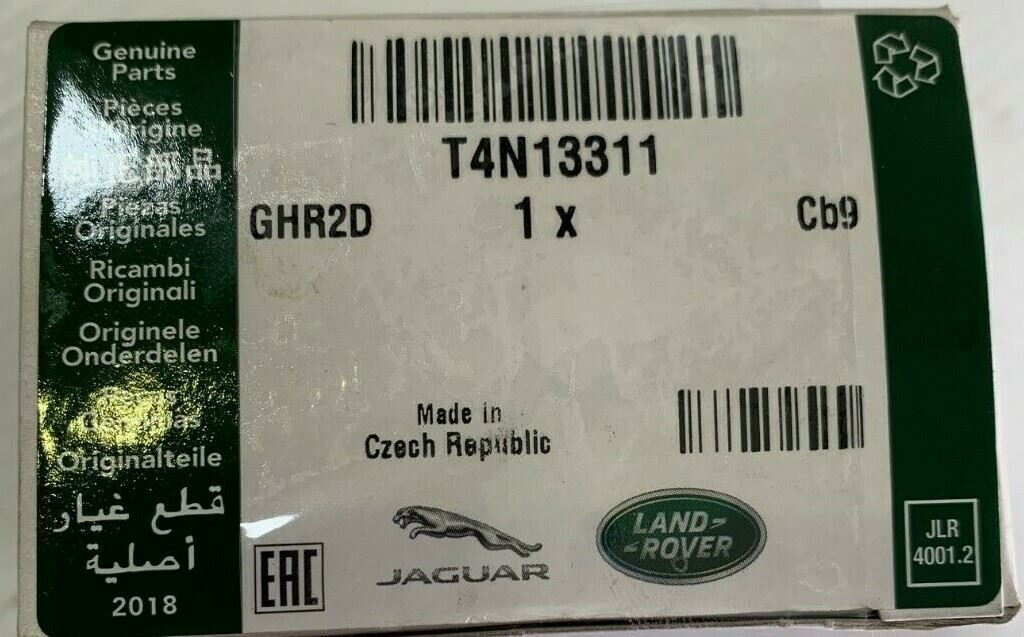 Genuine
Parts
Pièces
Origine
Piezas
Originales
Ricambi
Originali
Originele
Onderdelen
Originalteile
قطع غيار
أصلية
2018
T4N13311
GHR2D 1 x Cb9
Made in
Czech Republic
EAC
JAGUAR
LAND-
-ROVER
JLR
4001.2